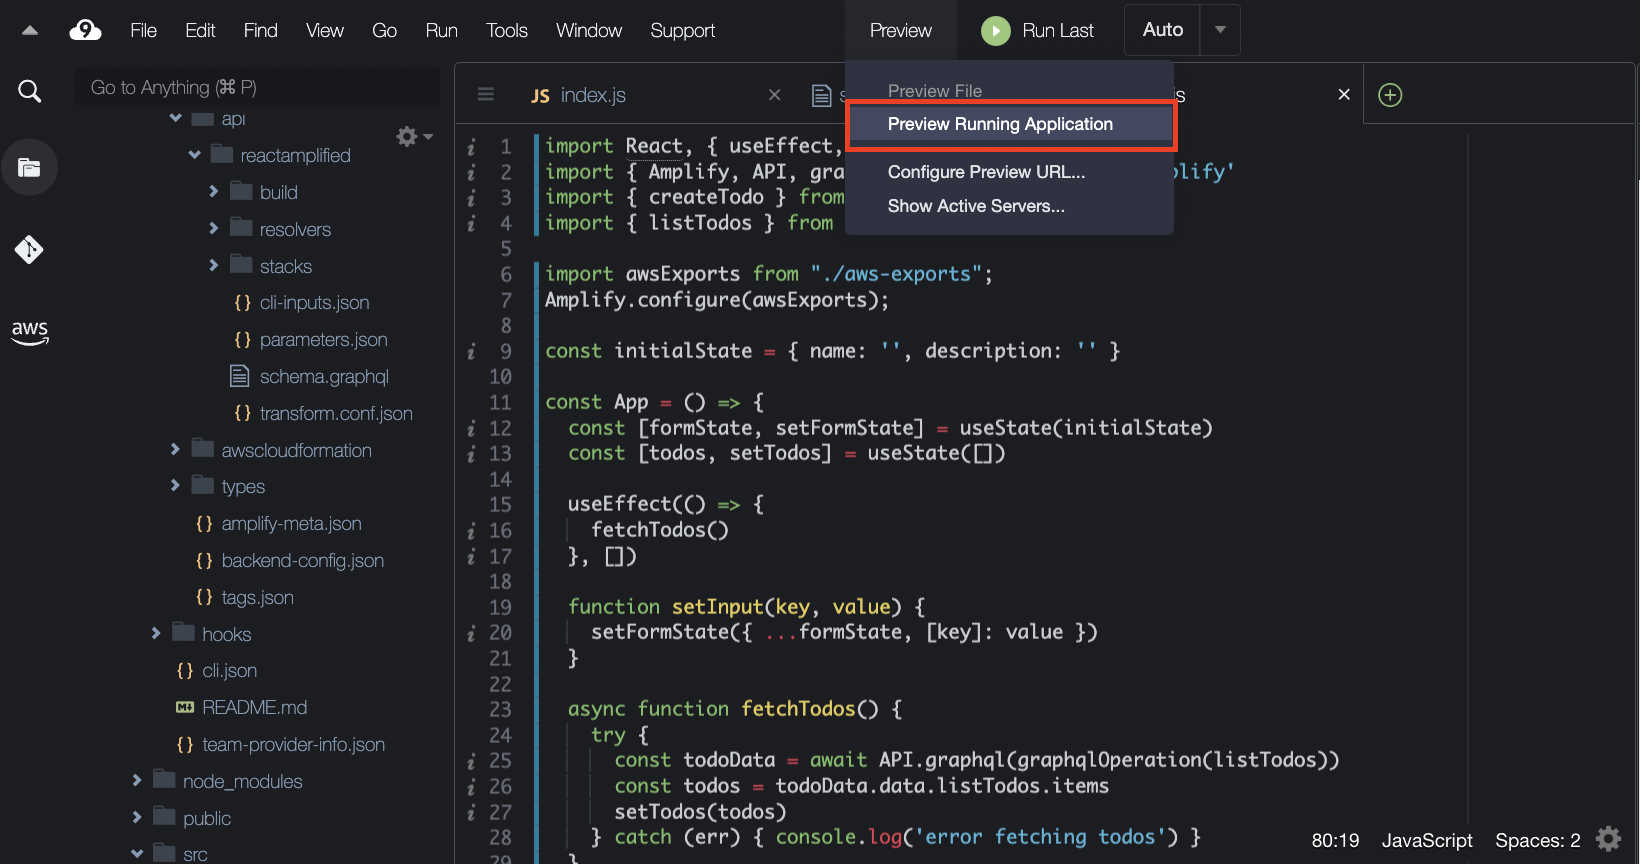 9 File Edit Find View Go Run Tools Window Support Preview Run Last Auto
Go to Anything (⌘ P)
api
reactamplified
build
resolvers
stacks
{} cli-inputs.json
{} parameters.json
schema.graphql
{} transform.conf.json
awscloudformation
types
{} amplify-meta.json
{} backend-config.json
{} tags.json
hooks
{} cli.json
README.md
{} team-provider-info.json
node_modules
public
src
aws
JS index.js
Preview File
Preview Running Application
Configure Preview URL...
Show Active Servers...
i 1 import React, { useEffect,
i 2 import { Amplify, API, gra plify'
i 3 import { createTodo } from
i 4 import { listTodos } from
5
6 import awsExports from "./aws-exports";
7 Amplify.configure(awsExports);
8
i 9 const initialState = { name: '', description: '' }
10
11 const App = () => {
i 12 const [formState, setFormState] = useState(initialState)
i 13 const [todos, setTodos] = useState([])
14
15 useEffect(() => {
i 16 fetchTodos()
i 17 }, [])
18
19 function setInput(key, value) {
i 20 setFormState({ ...formState, [key]: value })
21 }
22
23 async function fetchTodos() {
24 try {
i 25 const todoData = await API.graphql(graphqlOperation(listTodos))
i 26 const todos = todoData.data.listTodos.items
i 27 setTodos(todos)
28 } catch (err) { console.log('error fetching todos') }
29 }
80:19 JavaScript Spaces: 2